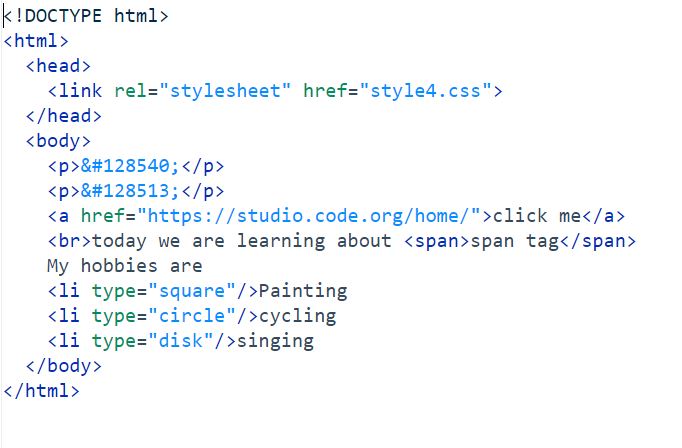 <!DOCTYPE html>
<html>
<head>
<link rel="stylesheet" href="style4.css">
</head>
<body>
<p>&#128540;</p>
<p>&#128513;</p>
<a href="https://studio.code.org/home/">click me</a>
<br>today we are learning about <span>span tag</span>
My hobbies are
<li type="square"/>Painting
<li type="circle"/>cycling
<li type="disk"/>singing
</body>
</html>